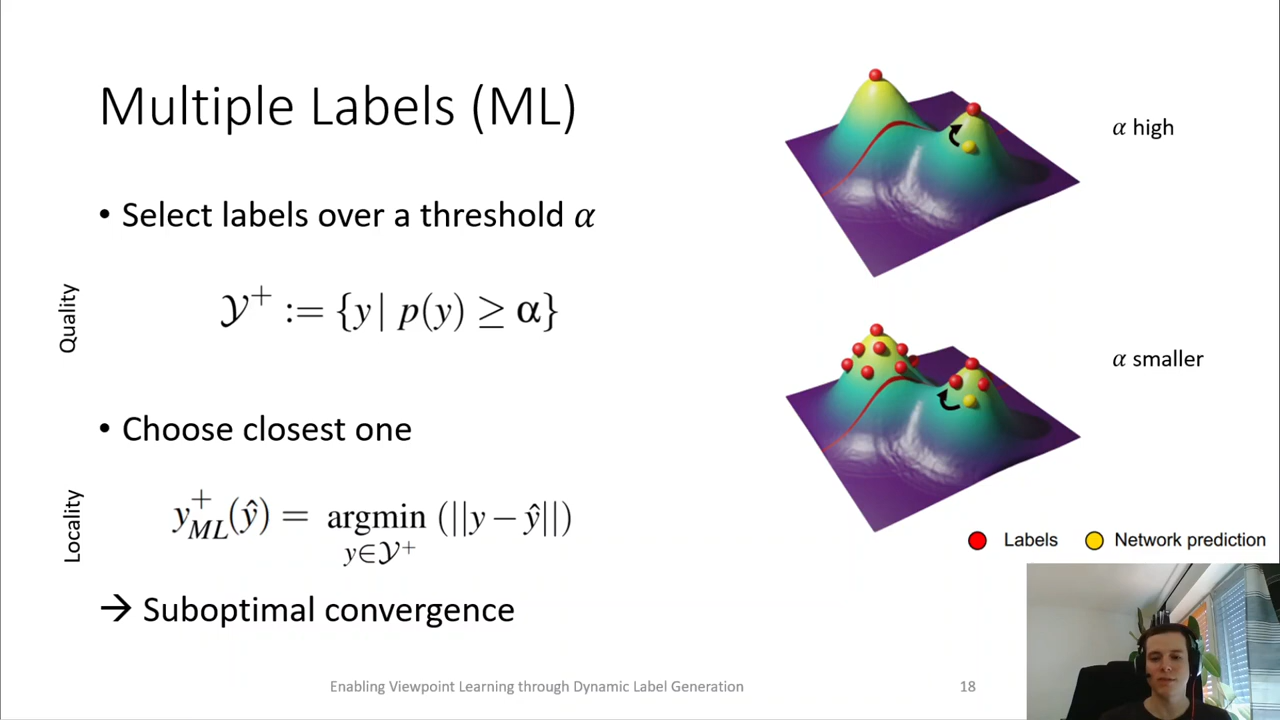 Multiple Labels (ML)
• Select labels over a threshold α
Quality
𝒴⁺ := {y| p(y) ≥ α}
• Choose closest one
Locality
y⁺_ML(ŷ) = argmin (||y − ŷ||)
y∈𝒴⁺
→ Suboptimal convergence
α high
α smaller
Labels
Network prediction
Enabling Viewpoint Learning through Dynamic Label Generation
18